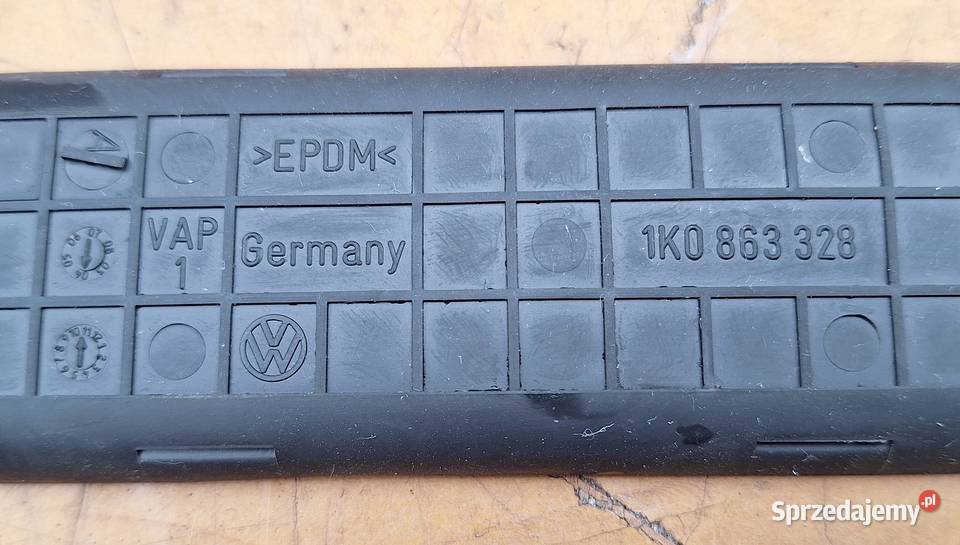 >EPDM<
VAP
1
Germany
1K0 863 328
Sprzedajemy.pl